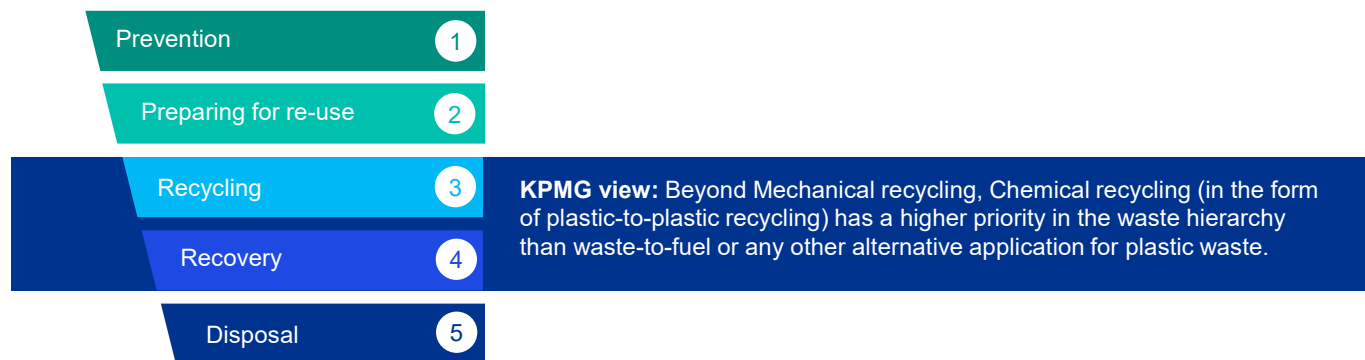 Prevention 1
Preparing for re-use 2
Recycling 3
KPMG view: Beyond Mechanical recycling, Chemical recycling (in the form
of plastic-to-plastic recycling) has a higher priority in the waste hierarchy
than waste-to-fuel or any other alternative application for plastic waste.
Recovery 4
Disposal 5